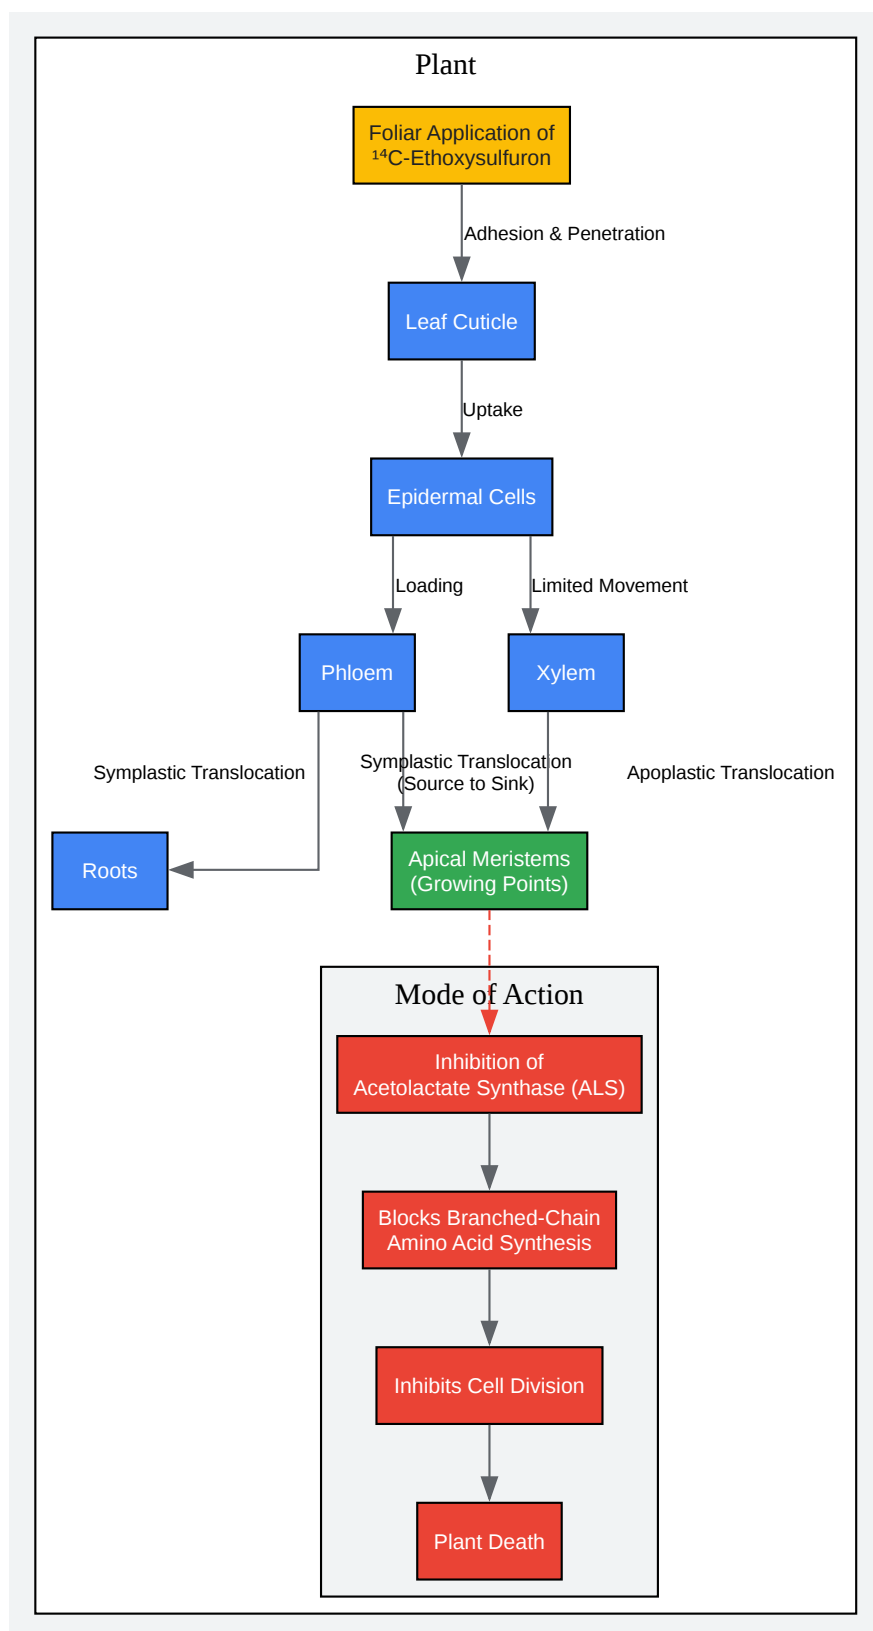 Plant
Foliar Application of
¹⁴C-Ethoxysulfuron
Adhesion & Penetration
Leaf Cuticle
Uptake
Epidermal Cells
Loading
Limited Movement
Phloem
Xylem
Symplastic Translocation
Symplastic Translocation
(Source to Sink)
Apoplastic Translocation
Roots
Apical Meristems
(Growing Points)
Mode of Action
Inhibition of
Acetolactate Synthase (ALS)
Blocks Branched-Chain
Amino Acid Synthesis
Inhibits Cell Division
Plant Death